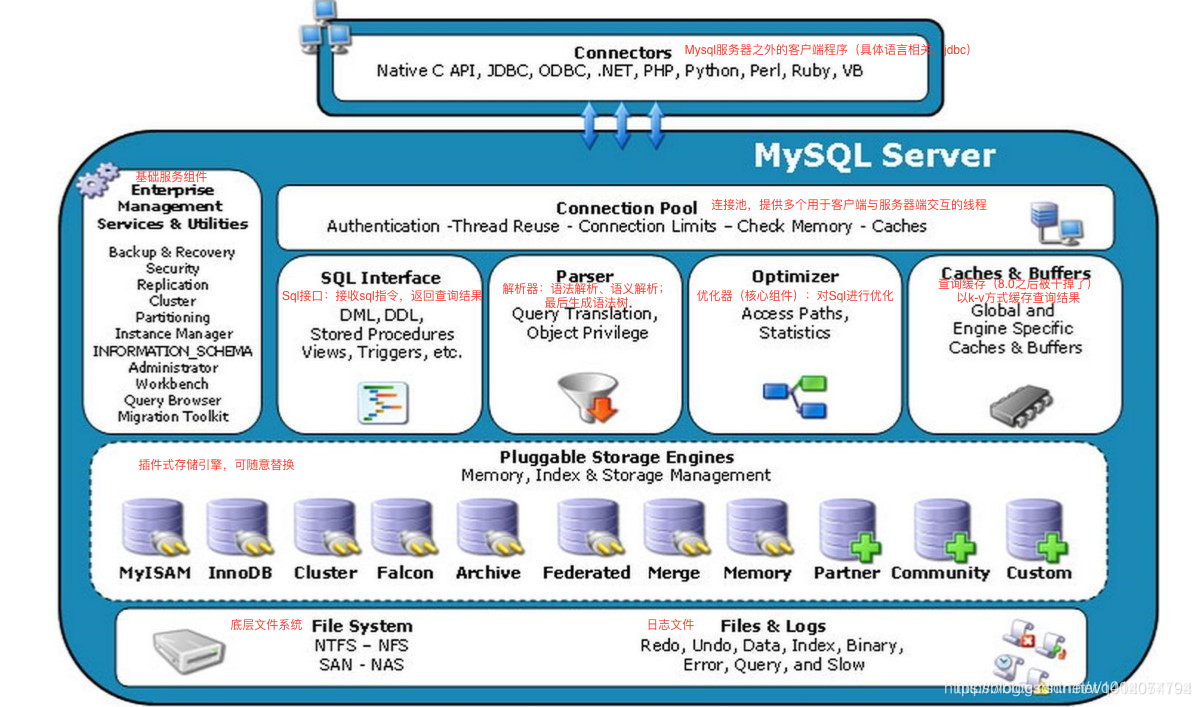 Connectors
Mysql服务器之外的客户端程序（具体语言相关，jdbc）
Native C API, JDBC, ODBC, .NET, PHP, Python, Perl, Ruby, VB
MySQL Server
基础服务组件
Enterprise
Management
Services & Utilities
Backup & Recovery
Security
Replication
Cluster
Partitioning
Instance Manager
INFORMATION_SCHEMA
Administrator
Workbench
Query Browser
Migration Toolkit
Connection Pool
连接池，提供多个用于客户端与服务器端交互的线程
Authentication -Thread Reuse - Connection Limits – Check Memory - Caches
SQL Interface
Sql接口：接收sql指令，返回查询结果
DML, DDL,
Stored Procedures
Views, Triggers, etc.
Parser
解析器：语法解析、语义解析；
最后生成语法树
Query Translation,
Object Privilege
Optimizer
优化器（核心组件）：对Sql进行优化
Access Paths,
Statistics
Caches & Buffers
查询缓存（8.0之后被干掉了）
以k-v方式缓存查询结果
Global and
Engine Specific
Caches & Buffers
Pluggable Storage Engines
插件式存储引擎，可随意替换
Memory, Index & Storage Management
MyISAM
InnoDB
Cluster
Falcon
Archive
Federated
Merge
Memory
Partner
Community
Custom
底层文件系统
File System
NTFS – NFS
SAN - NAS
日志文件
Files & Logs
Redo, Undo, Data, Index, Binary,
Error, Query, and Slow